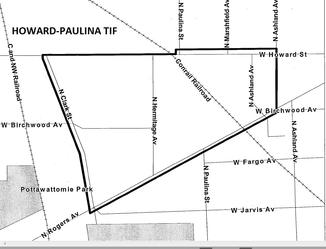 HOWARD-PAULINA TIF
N Paulina St
N Marshfield Av
N Ashland Av
C and NW Railroad
Conrail Railroad
W Howard St
N Clark St
N Hermitage Av
N Ashland Av
W Birchwood Av
W Birchwood Av
N Ashland Av
W Fargo Av
N Paulina St
Pottawattomie Park
W Jarvis Av
N Rogers Av